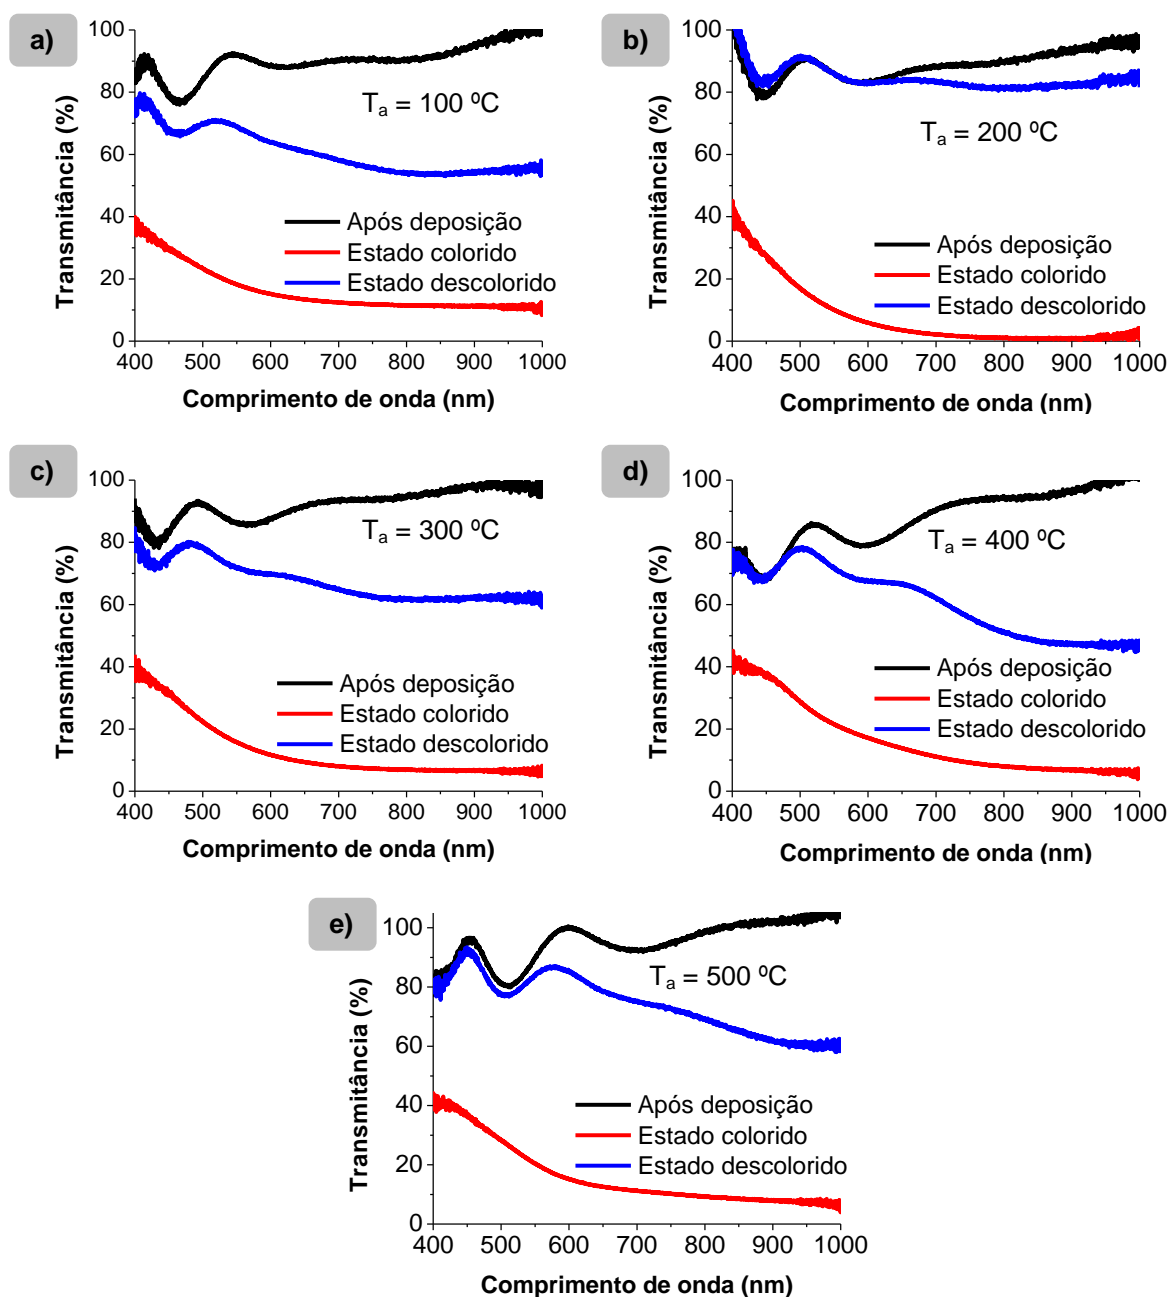 a)
100
80
60
40
20
0
Transmitância (%)
T_a = 100 ºC
Após deposição
Estado colorido
Estado descolorido
400 500 600 700 800 900 1000
Comprimento de onda (nm)
b)
100
80
60
40
20
0
Transmitância (%)
T_a = 200 ºC
Após deposição
Estado colorido
Estado descolorido
400 500 600 700 800 900 1000
Comprimento de onda (nm)
c)
100
80
60
40
20
0
Transmitância (%)
T_a = 300 ºC
Após deposição
Estado colorido
Estado descolorido
400 500 600 700 800 900 1000
Comprimento de onda (nm)
d)
100
80
60
40
20
0
Transmitância (%)
T_a = 400 ºC
Após deposição
Estado colorido
Estado descolorido
400 500 600 700 800 900 1000
Comprimento de onda (nm)
e)
100
80
60
40
20
0
Transmitância (%)
T_a = 500 ºC
Após deposição
Estado colorido
Estado descolorido
400 500 600 700 800 900 1000
Comprimento de onda (nm)